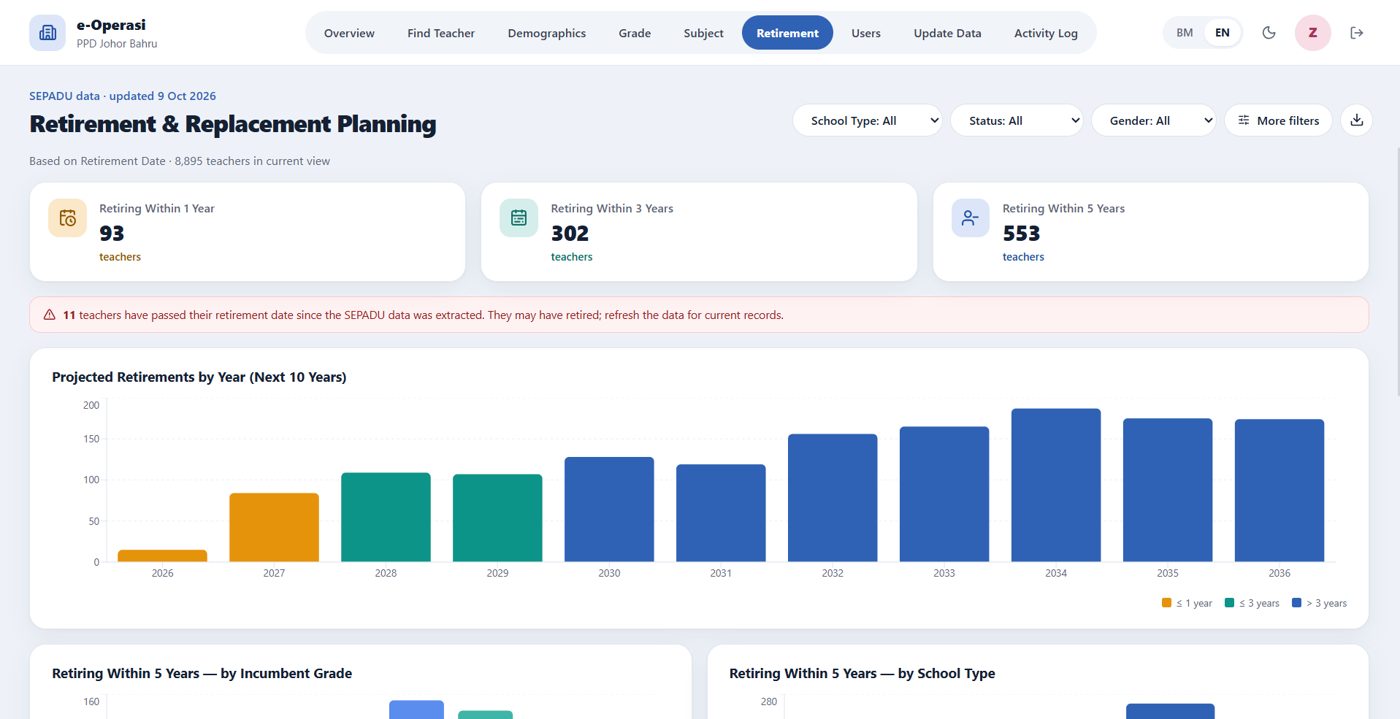 e-Operasi
PPD Johor Bahru
Overview
Find Teacher
Demographics
Grade
Subject
Retirement
Users
Update Data
Activity Log
BM
EN
Z
SEPADU data · updated 9 Oct 2026
Retirement & Replacement Planning
Based on Retirement Date · 8,895 teachers in current view
School Type: All
Status: All
Gender: All
More filters
Retiring Within 1 Year
93
teachers
Retiring Within 3 Years
302
teachers
Retiring Within 5 Years
553
teachers
11 teachers have passed their retirement date since the SEPADU data was extracted. They may have retired; refresh the data for current records.
Projected Retirements by Year (Next 10 Years)
200
150
100
50
0
2026
2027
2028
2029
2030
2031
2032
2033
2034
2035
2036
≤ 1 year
≤ 3 years
> 3 years
Retiring Within 5 Years — by Incumbent Grade
160
Retiring Within 5 Years — by School Type
280